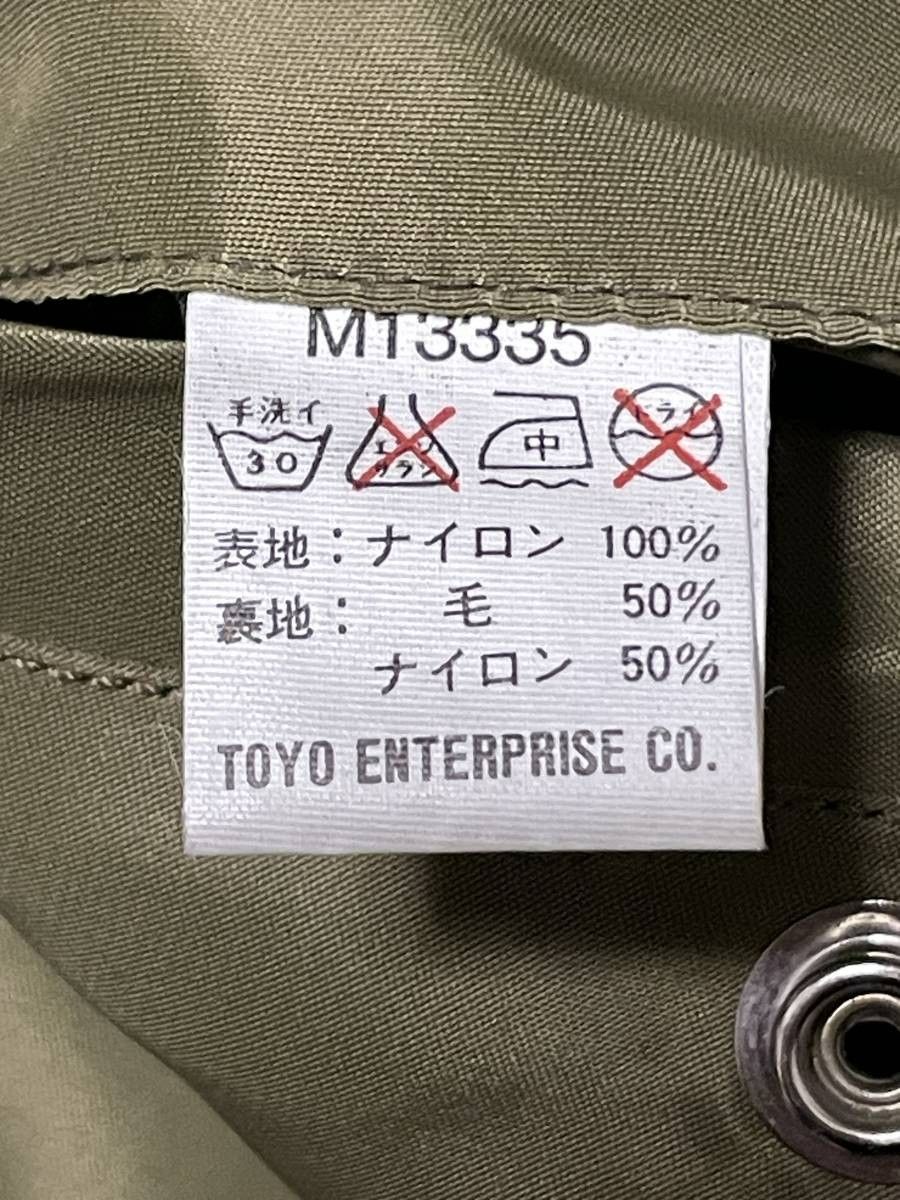 M13335
手洗イ 30 エンソ サラシ 中 ドライ
表地：ナイロン 100%
裏地： 毛 50%
ナイロン 50%
TOYO ENTERPRISE CO.